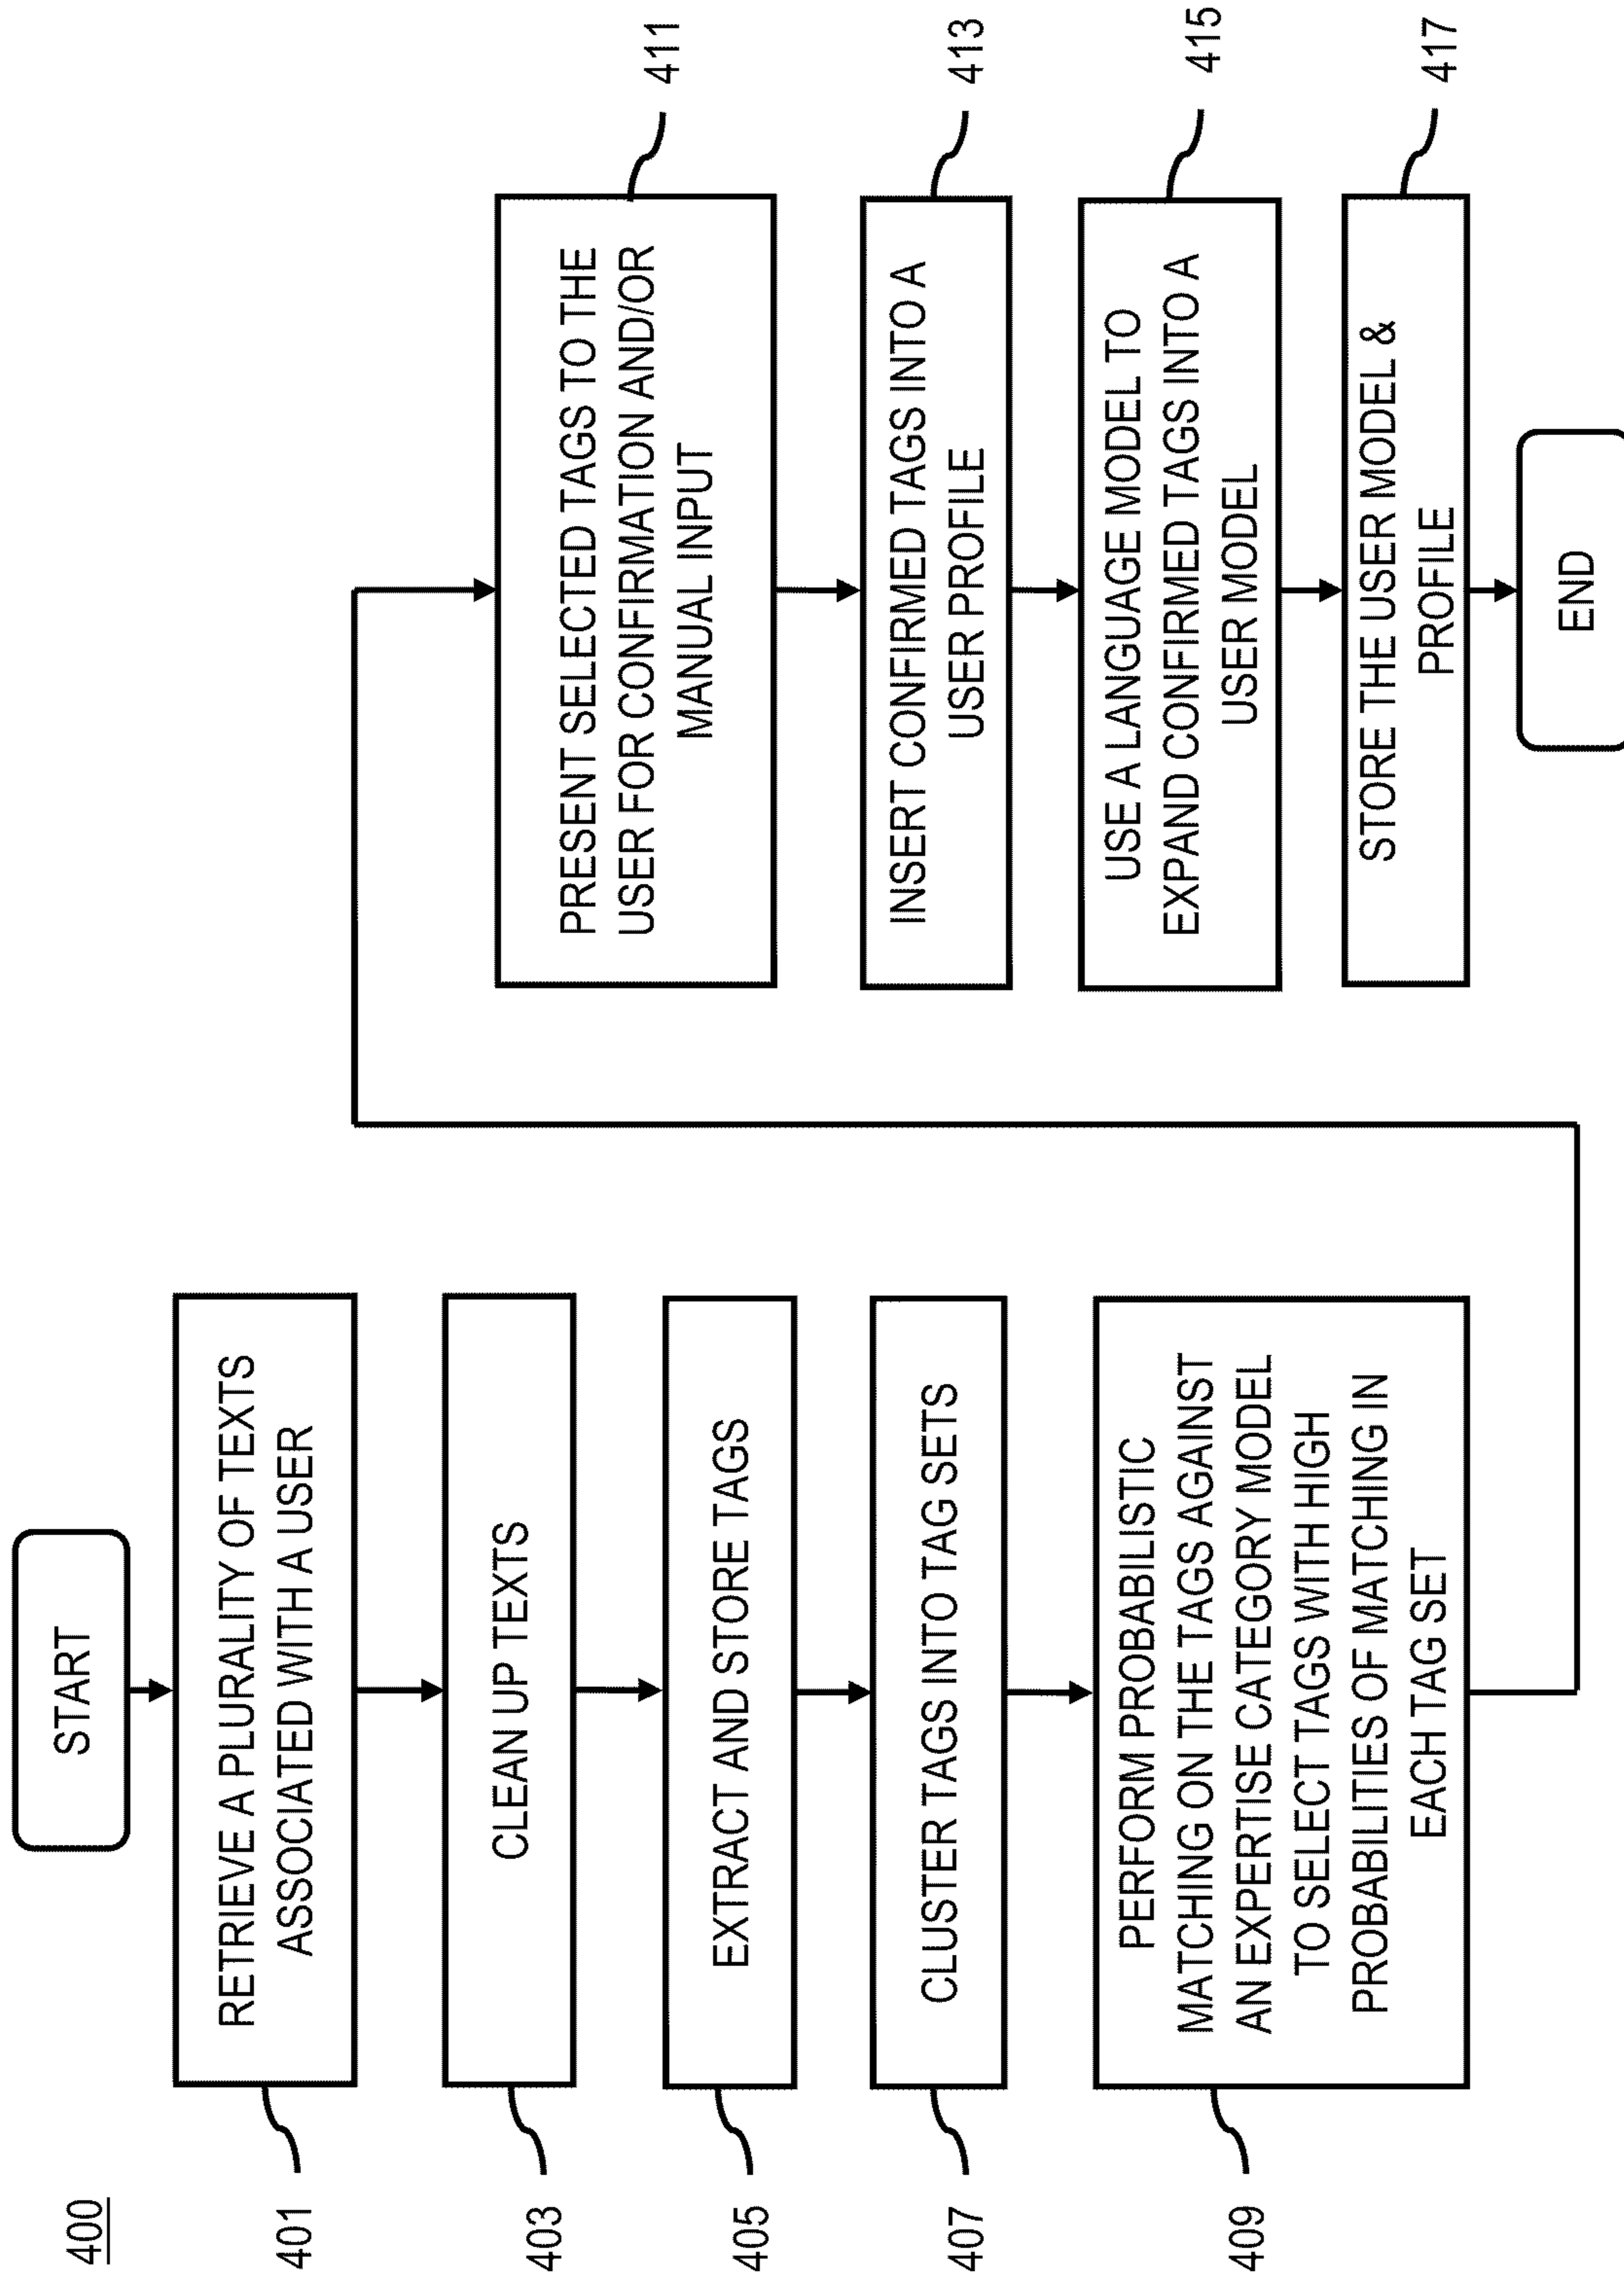 400
START
401
RETRIEVE A PLURALITY OF TEXTS
ASSOCIATED WITH A USER
403
CLEAN UP TEXTS
405
EXTRACT AND STORE TAGS
407
CLUSTER TAGS INTO TAG SETS
409
PERFORM PROBABILISTIC
MATCHING ON THE TAGS AGAINST
AN EXPERTISE CATEGORY MODEL
TO SELECT TAGS WITH HIGH
PROBABILITIES OF MATCHING IN
EACH TAG SET
PRESENT SELECTED TAGS TO THE
USER FOR CONFIRMATION AND/OR
MANUAL INPUT
411
INSERT CONFIRMED TAGS INTO A
USER PROFILE
413
USE A LANGUAGE MODEL TO
EXPAND CONFIRMED TAGS INTO A
USER MODEL
415
STORE THE USER MODEL &
PROFILE
417
END